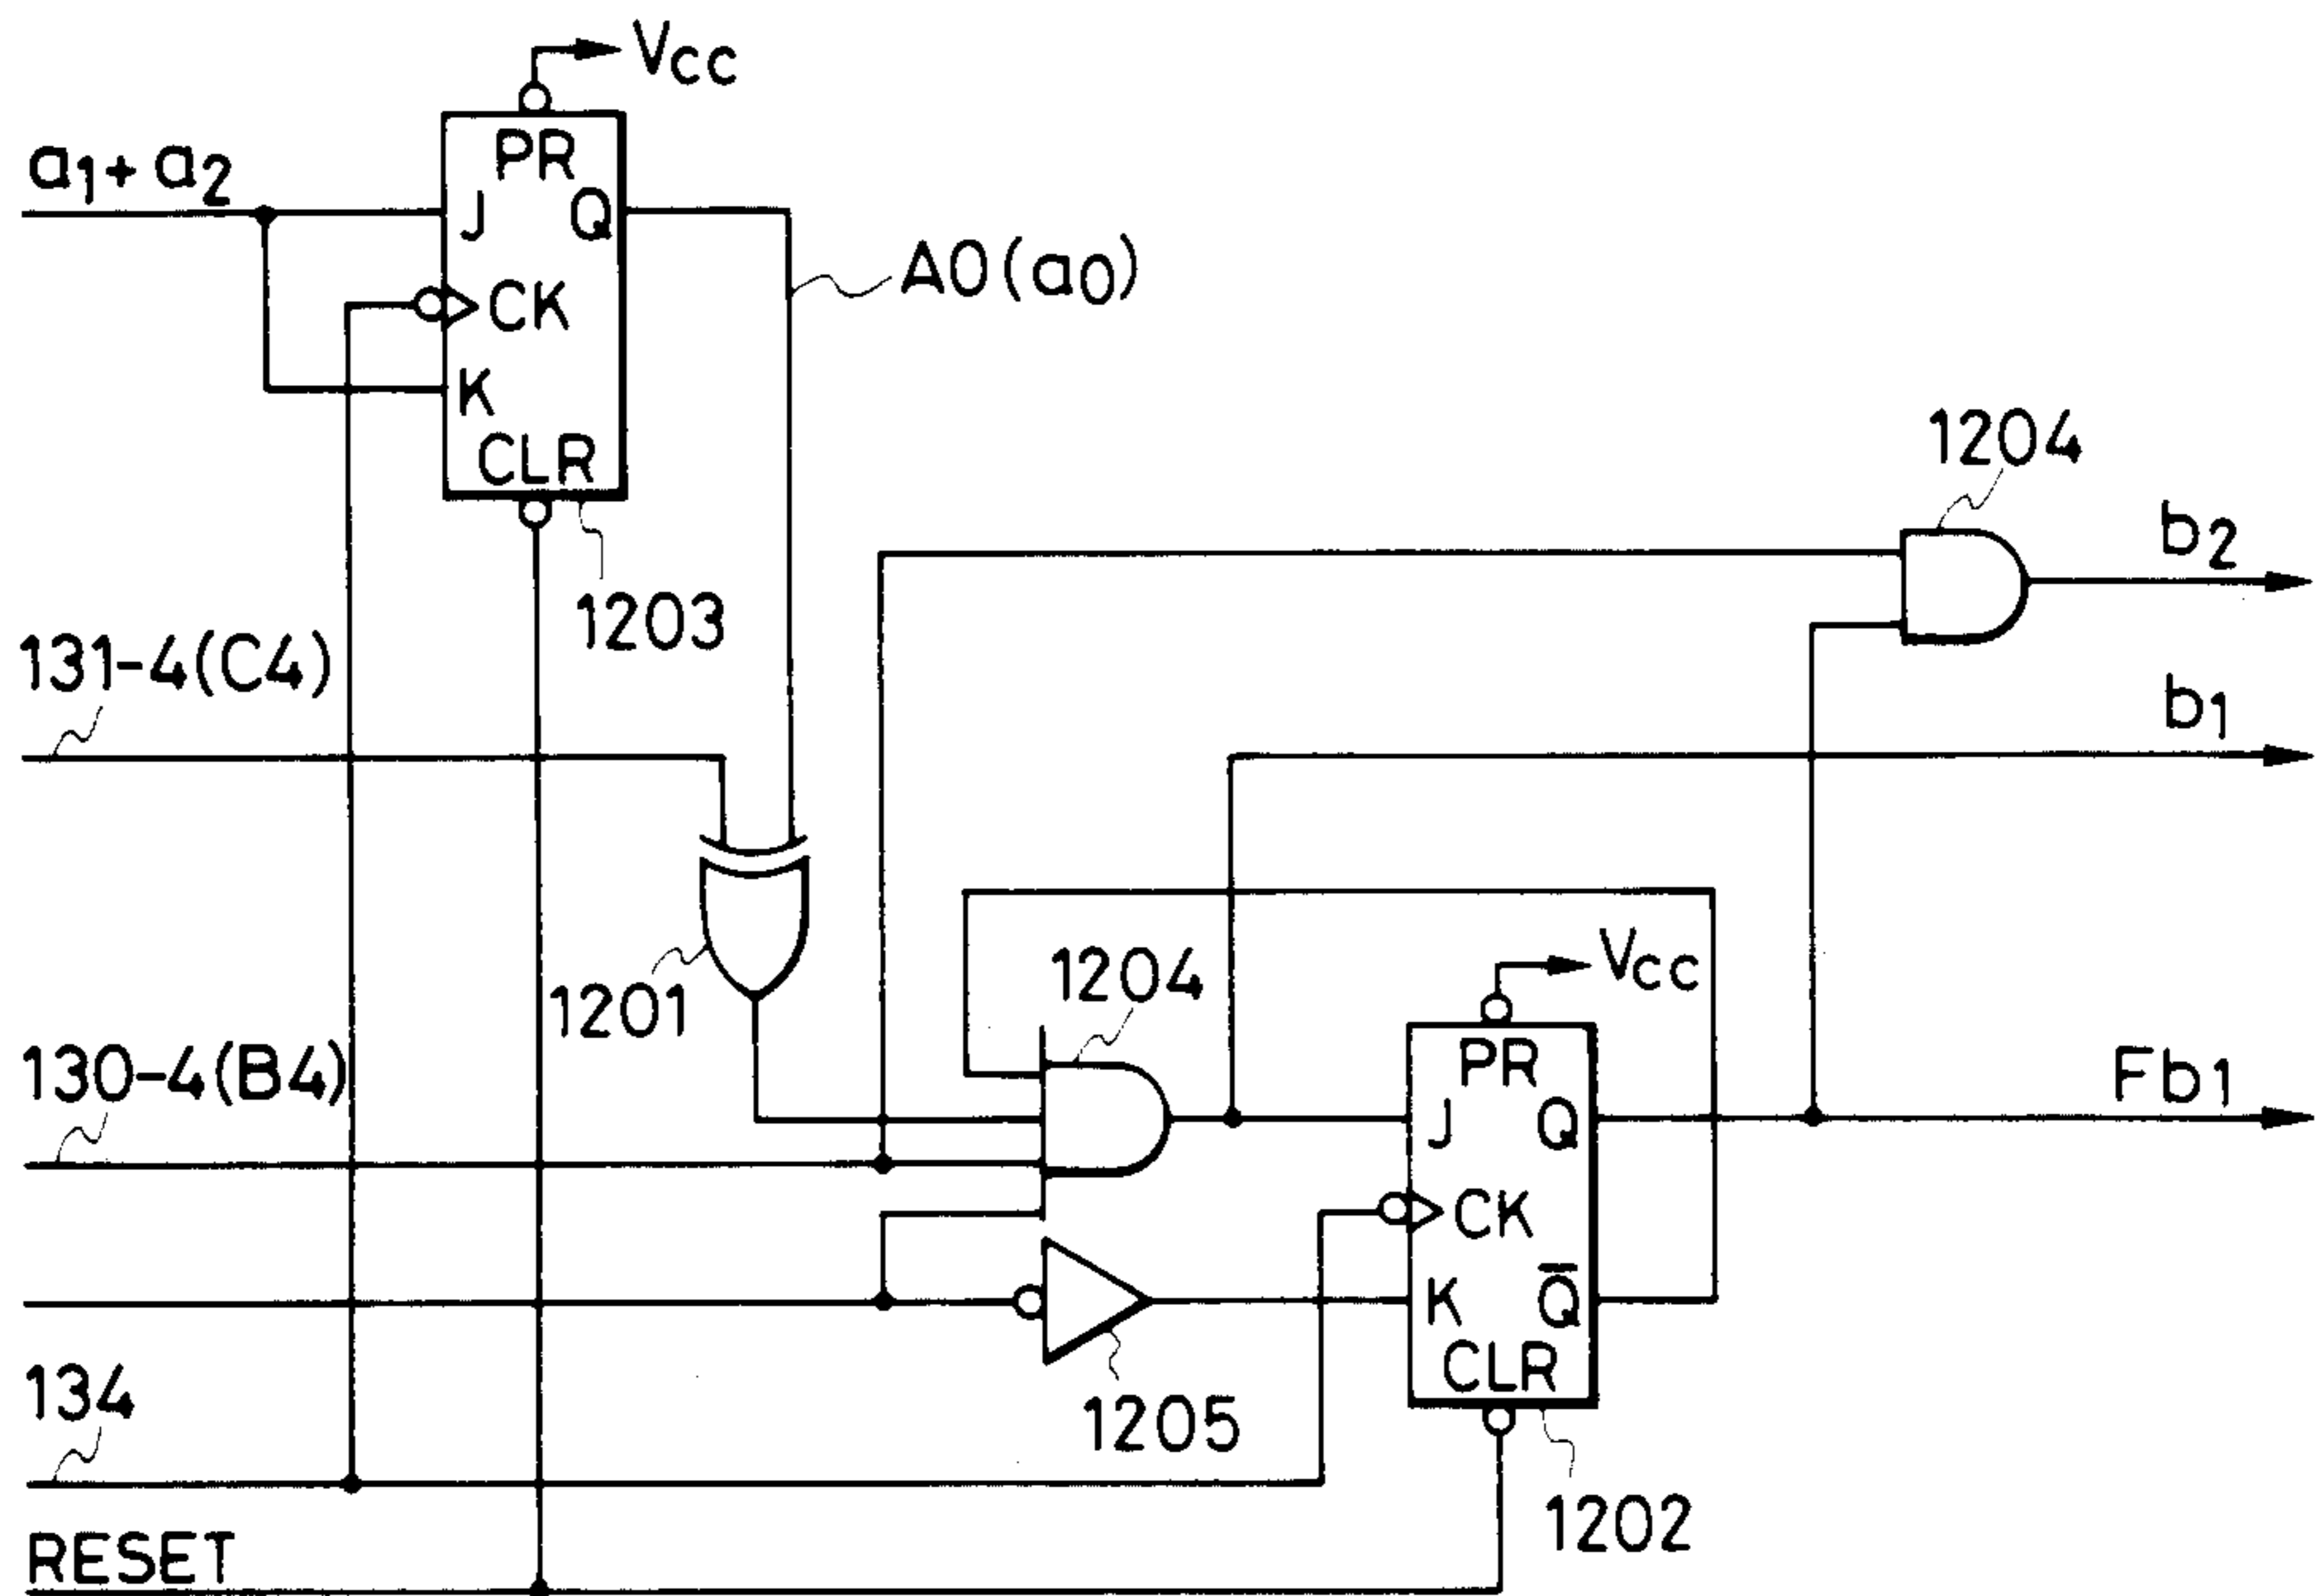 Vcc
a1+a2
PR
J Q
A0(a0)
CK
K
CLR
1204
b2
1203
131-4(C4)
b1
1201
1204
Vcc
130-4(B4)
PR
Fb1
J Q
CK
K Q̅
CLR
134
1205
1202
RESET